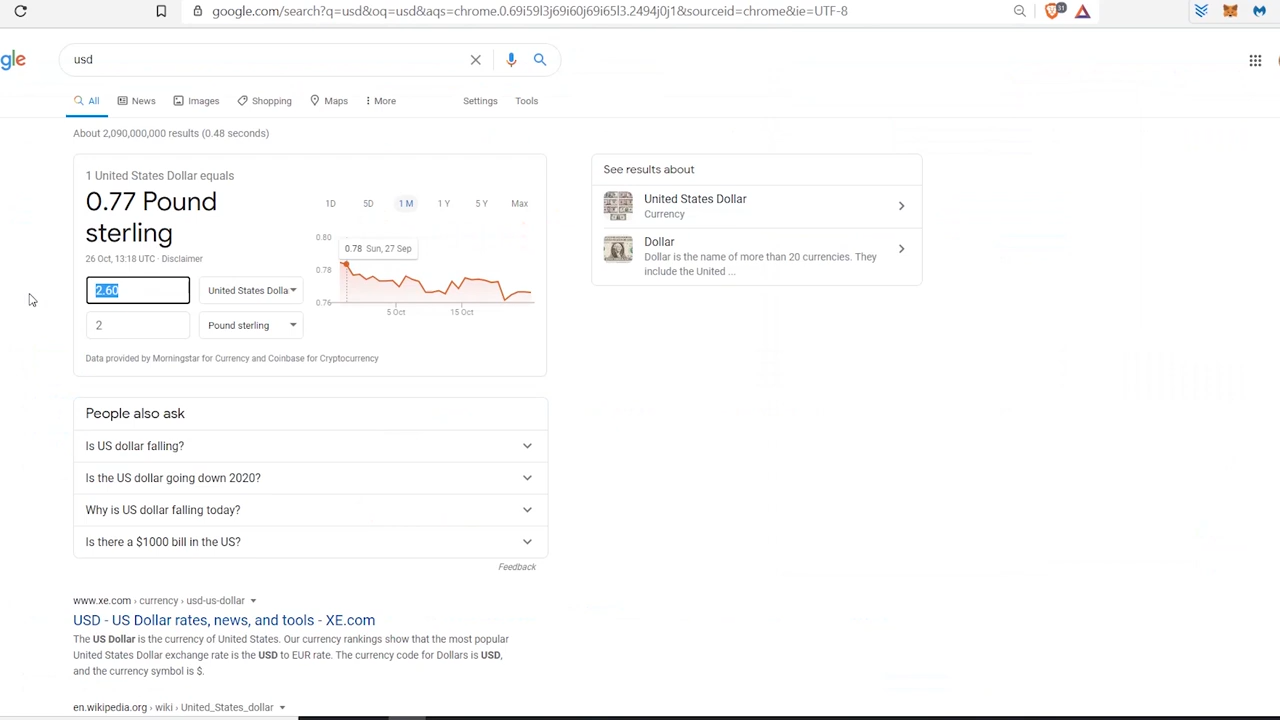 google.com/search?q=usd&oq=usd&aqs=chrome.0.69i59l3j69i60j69i65l3.2494j0j1&sourceid=chrome&ie=UTF-8
31
gle
usd
All
News
Images
Shopping
Maps
More
Settings
Tools
About 2,090,000,000 results (0.48 seconds)
1 United States Dollar equals
0.77 Pound
sterling
26 Oct, 13:18 UTC · Disclaimer
2.60
United States Dolla
2
Pound sterling
1D
5D
1 M
1 Y
5 Y
Max
0.80
0.78
0.76
0.78 Sun, 27 Sep
5 Oct
15 Oct
Data provided by Morningstar for Currency and Coinbase for Cryptocurrency
See results about
United States Dollar
Currency
Dollar
Dollar is the name of more than 20 currencies. They
include the United ...
People also ask
Is US dollar falling?
Is the US dollar going down 2020?
Why is US dollar falling today?
Is there a $1000 bill in the US?
Feedback
www.xe.com › currency › usd-us-dollar
USD - US Dollar rates, news, and tools - XE.com
The US Dollar is the currency of United States. Our currency rankings show that the most popular
United States Dollar exchange rate is the USD to EUR rate. The currency code for Dollars is USD,
and the currency symbol is $.
en.wikipedia.org › wiki › United_States_dollar